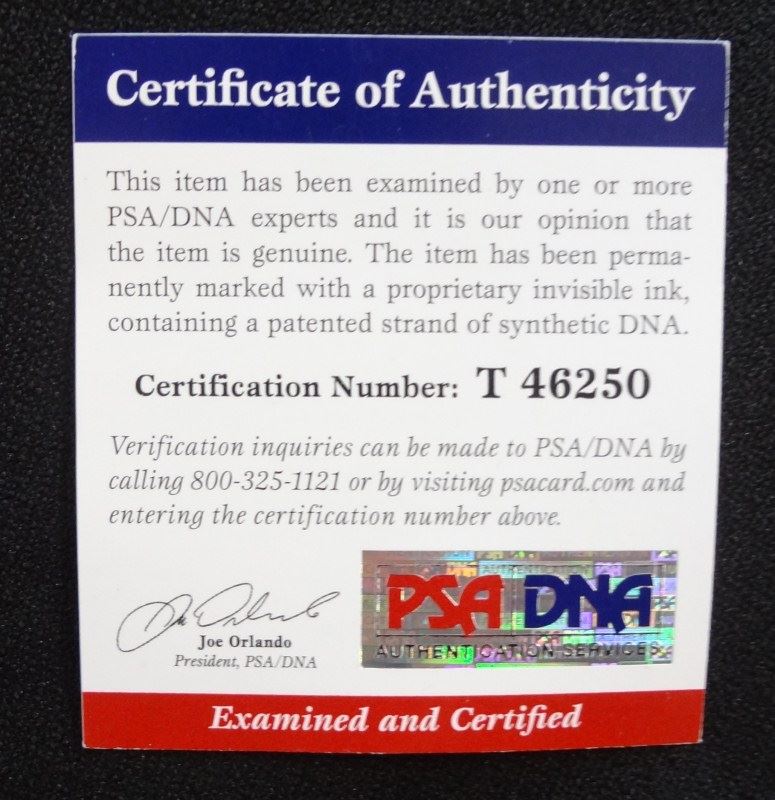 Certificate of Authenticity
This item has been examined by one or more
PSA/DNA experts and it is our opinion that
the item is genuine. The item has been perma-
nently marked with a proprietary invisible ink,
containing a patented strand of synthetic DNA.
Certification Number: T 46250
Verification inquiries can be made to PSA/DNA by
calling 800-325-1121 or by visiting psacard.com and
entering the certification number above.
Joe Orlando
President, PSA/DNA
PSA DNA
AUTHENTICATION SERVICES
Examined and Certified